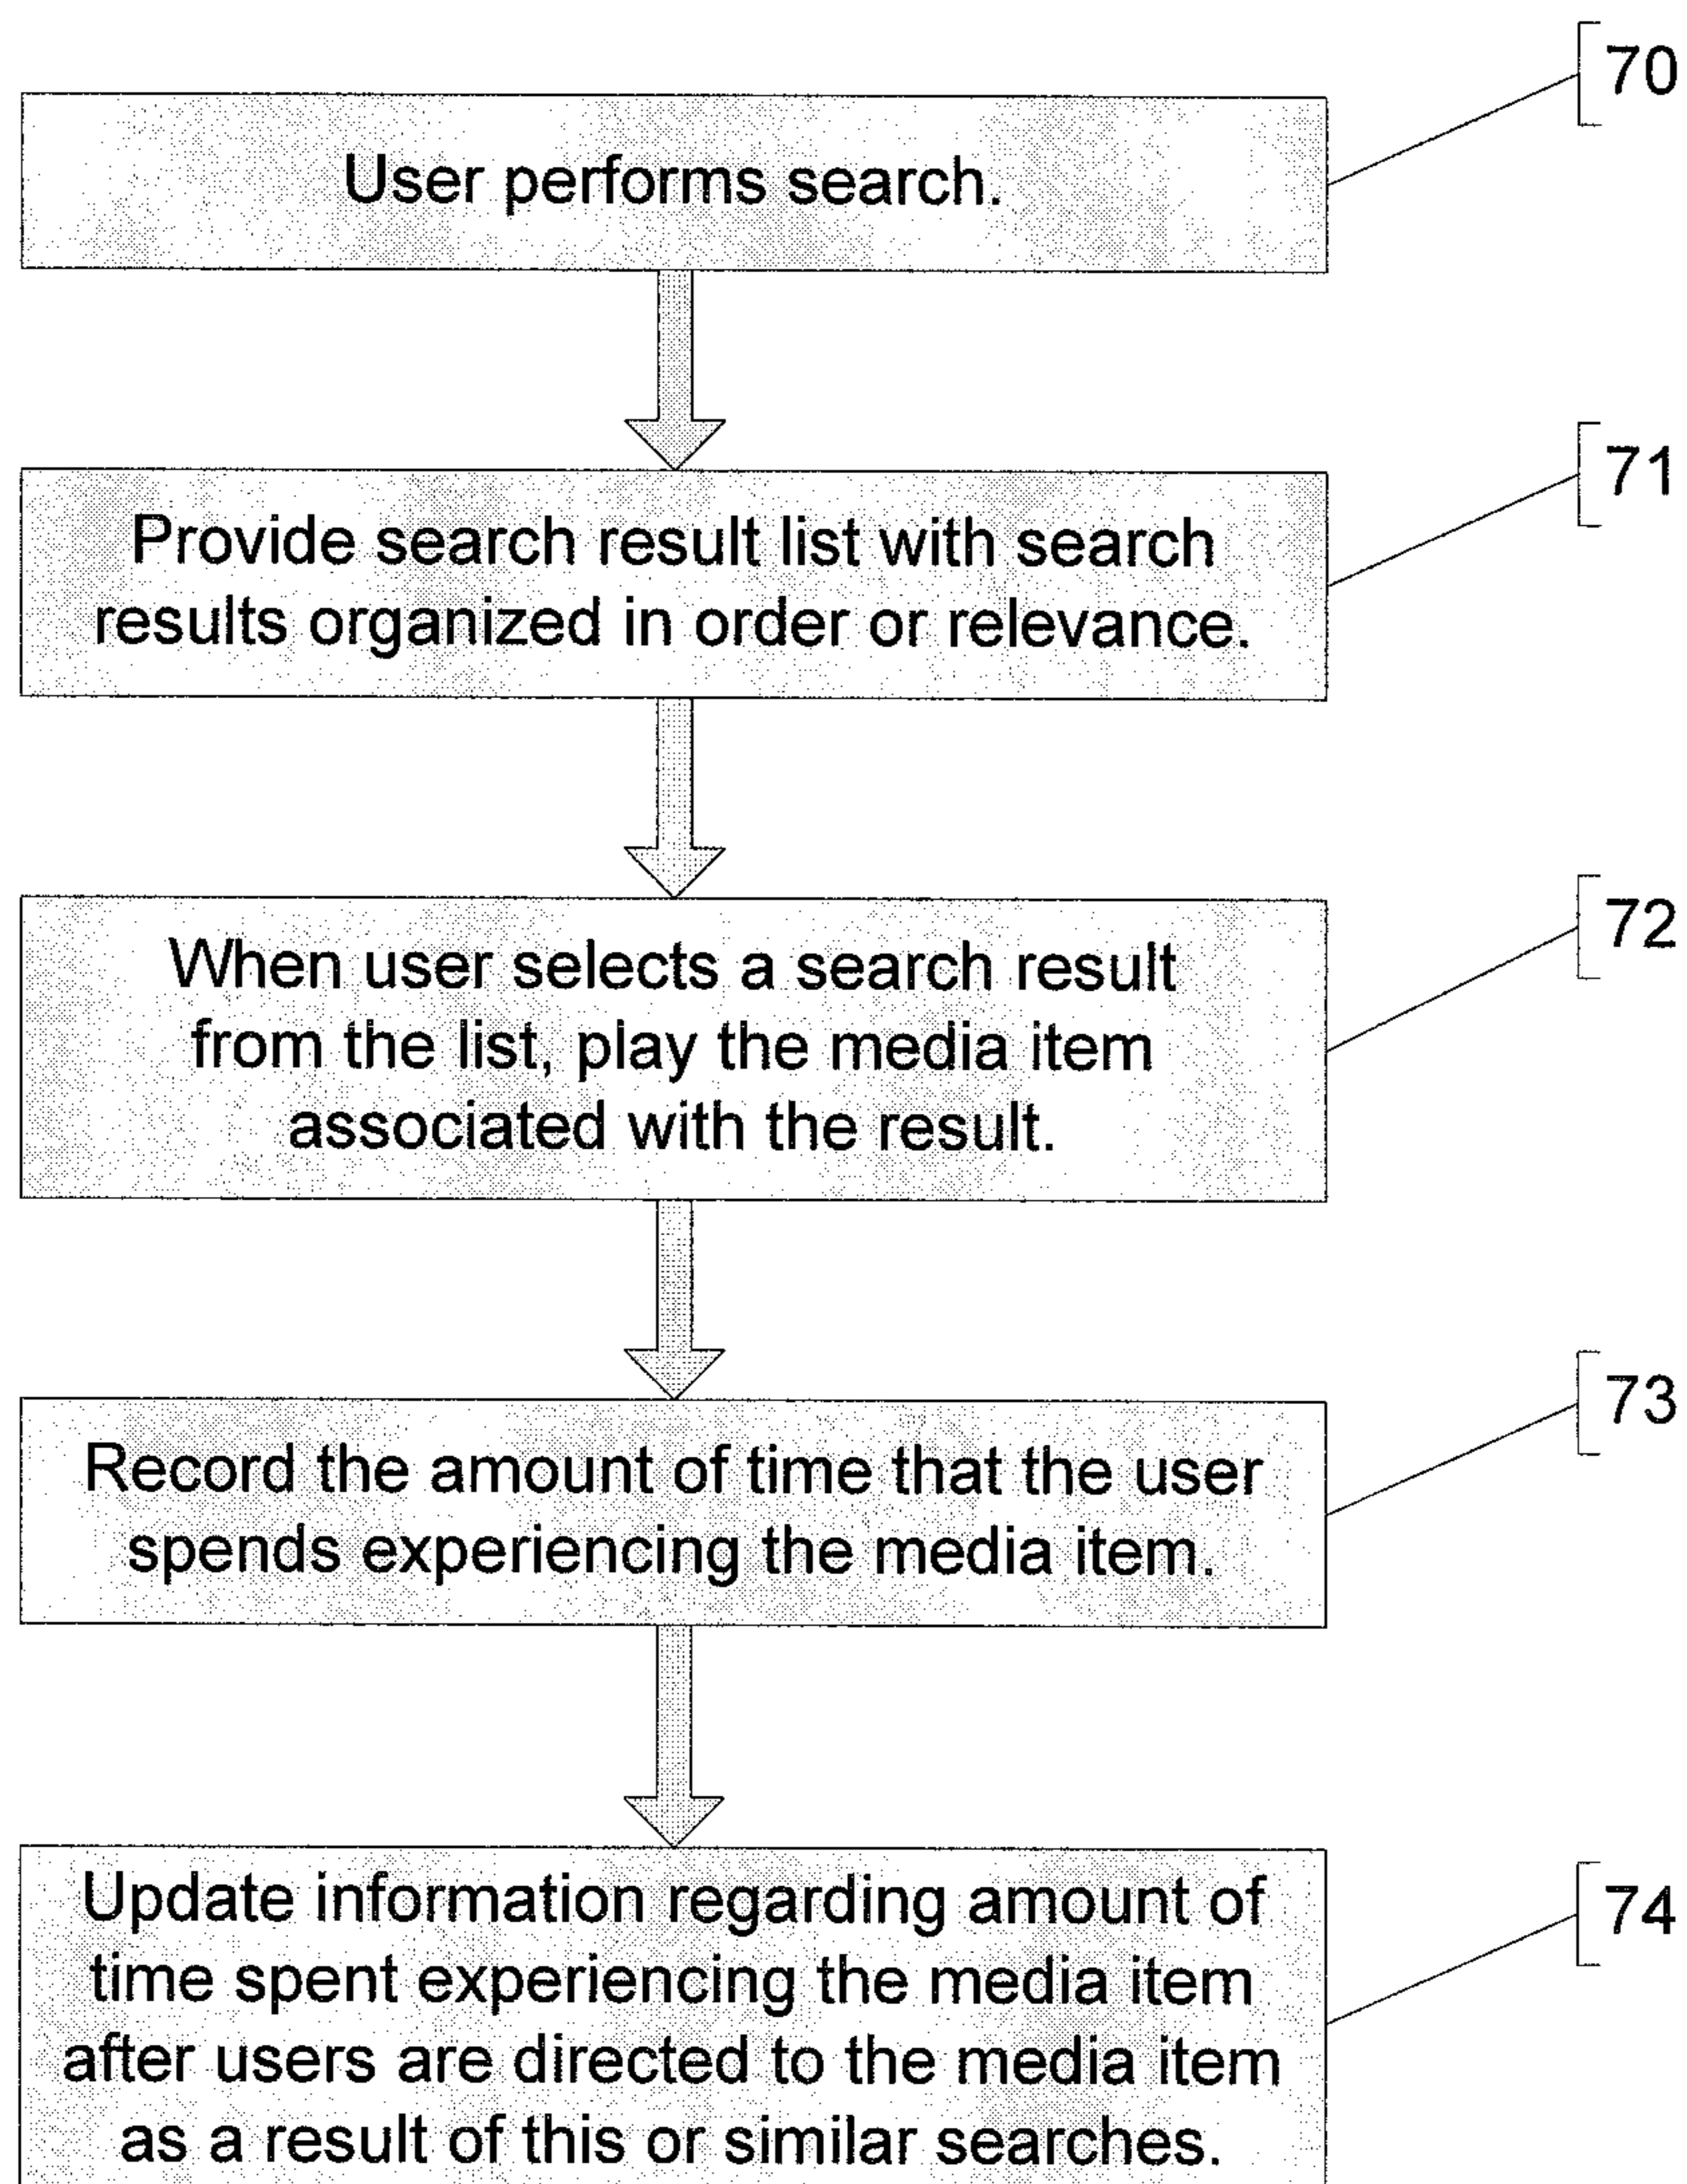 70
User performs search.
71
Provide search result list with search
results organized in order or relevance.
72
When user selects a search result
from the list, play the media item
associated with the result.
73
Record the amount of time that the user
spends experiencing the media item.
74
Update information regarding amount of
time spent experiencing the media item
after users are directed to the media item
as a result of this or similar searches.